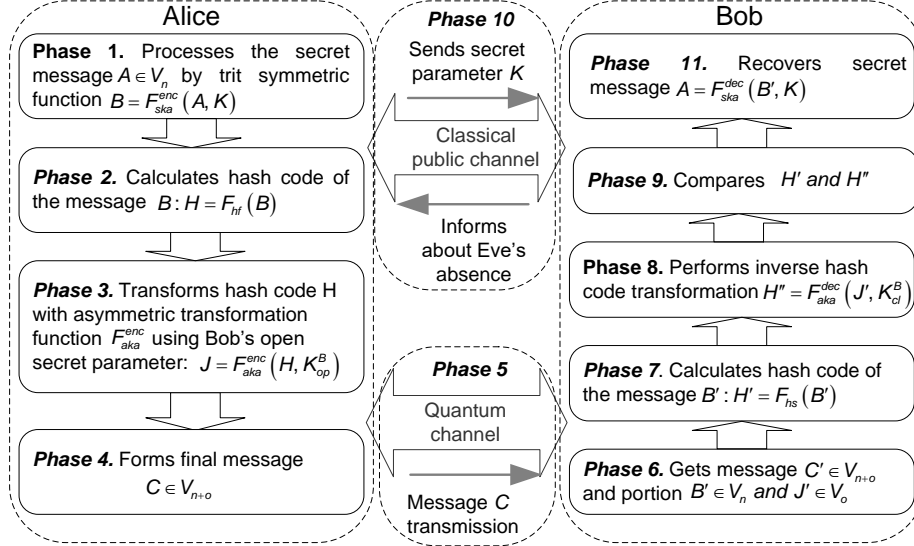 Alice
Phase 1. Processes the secret
message A ∈ V_n by trit symmetric
function B = F_ska^enc (A, K)
Phase 2. Calculates hash code of
the message B : H = F_hf (B)
Phase 3. Transforms hash code H
with asymmetric transformation
function F_aka^enc using Bob's open
secret parameter: J = F_aka^enc (H, K_op^B)
Phase 4. Forms final message
C ∈ V_n+o
Phase 10
Sends secret
parameter K
Classical
public channel
Informs
about Eve's
absence
Phase 5
Quantum
channel
Message C
transmission
Bob
Phase 11. Recovers secret
message A = F_ska^dec (B′, K)
Phase 9. Compares H′ and H″
Phase 8. Performs inverse hash
code transformation H″ = F_aka^dec (J′, K_cl^B)
Phase 7. Calculates hash code of
the message B′ : H′ = F_hs (B′)
Phase 6. Gets message C′ ∈ V_n+o
and portion B′ ∈ V_n and J′ ∈ V_o